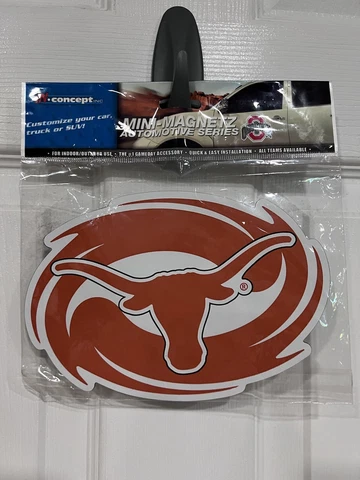 concept
Customize your car,
truck or SUV!
MINI-MAGNETZ
AUTOMOTIVE SERIES
• FOR INDOOR/OUTDOOR USE • THE #1 GAMEDAY ACCESSORY • QUICK & EASY INSTALLATION • ALL TEAMS AVAILABLE •
®